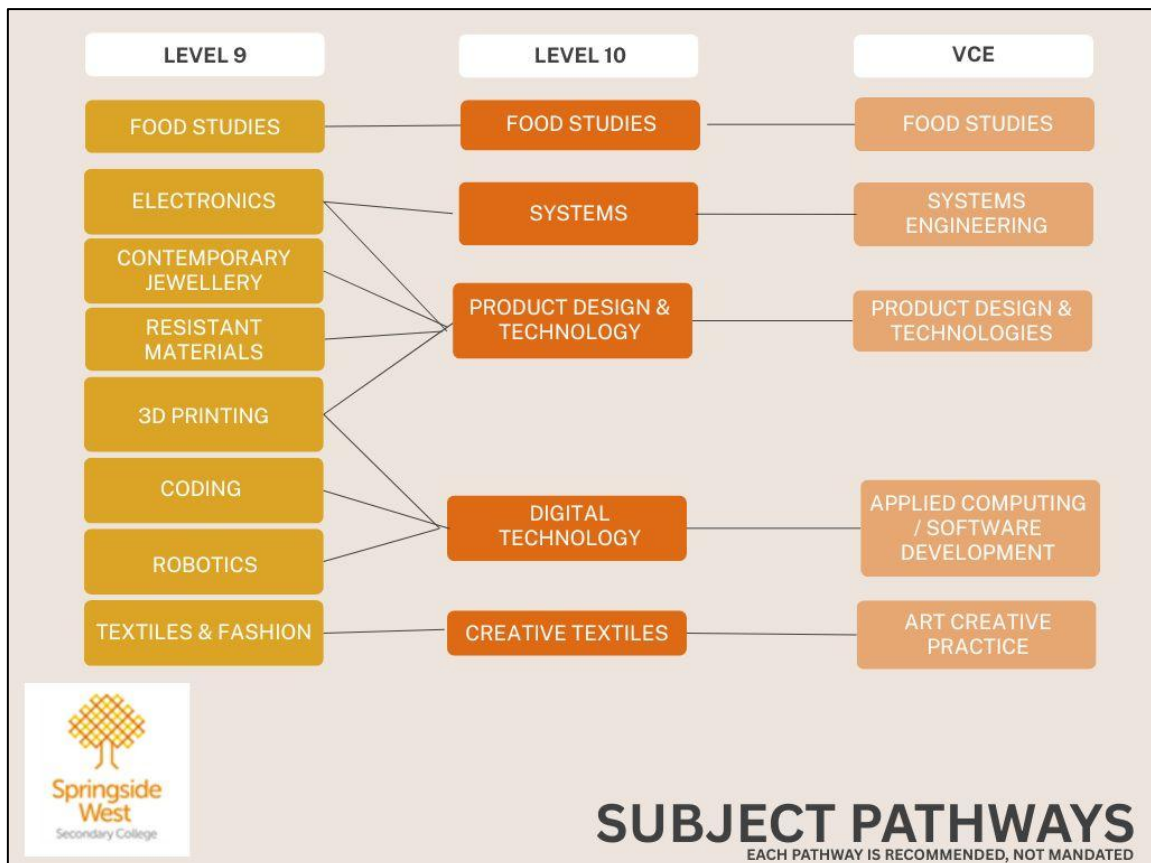 LEVEL 9
LEVEL 10
VCE
FOOD STUDIES
FOOD STUDIES
FOOD STUDIES
ELECTRONICS
SYSTEMS
SYSTEMS
ENGINEERING
CONTEMPORARY
JEWELLERY
PRODUCT DESIGN &
TECHNOLOGY
PRODUCT DESIGN &
TECHNOLOGIES
RESISTANT
MATERIALS
3D PRINTING
CODING
DIGITAL
TECHNOLOGY
APPLIED COMPUTING
/ SOFTWARE
DEVELOPMENT
ROBOTICS
TEXTILES & FASHION
CREATIVE TEXTILES
ART CREATIVE
PRACTICE
Springside
West
Secondary College
SUBJECT PATHWAYS
EACH PATHWAY IS RECOMMENDED, NOT MANDATED